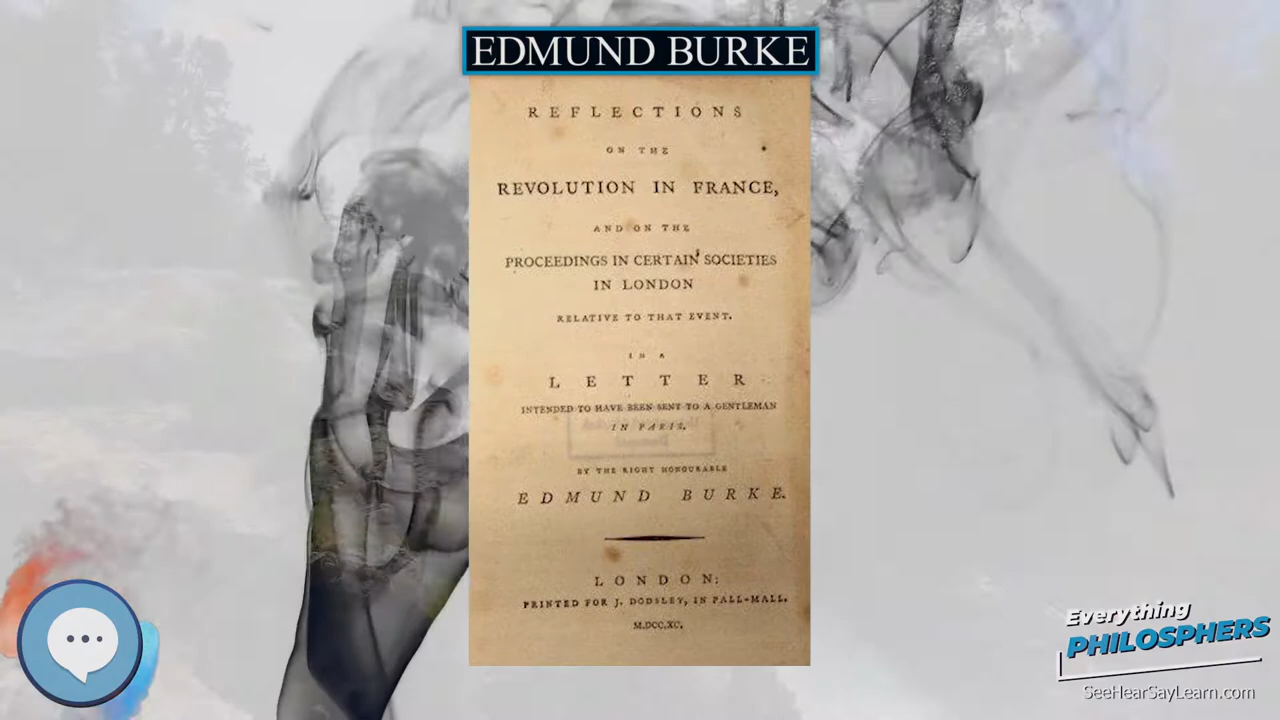 EDMUND BURKE
REFLECTIONS
ON THE
REVOLUTION IN FRANCE,
AND ON THE
PROCEEDINGS IN CERTAIN SOCIETIES
IN LONDON
RELATIVE TO THAT EVENT.
IN A
LETTER
INTENDED TO HAVE BEEN SENT TO A GENTLEMAN
IN PARIS.
BY THE RIGHT HONOURABLE
EDMUND BURKE.
LONDON:
PRINTED FOR J. DODSLEY, IN PALL-MALL.
M.DCC.XC.
Everything
PHILOSPHERS
SeeHearSayLearn.com